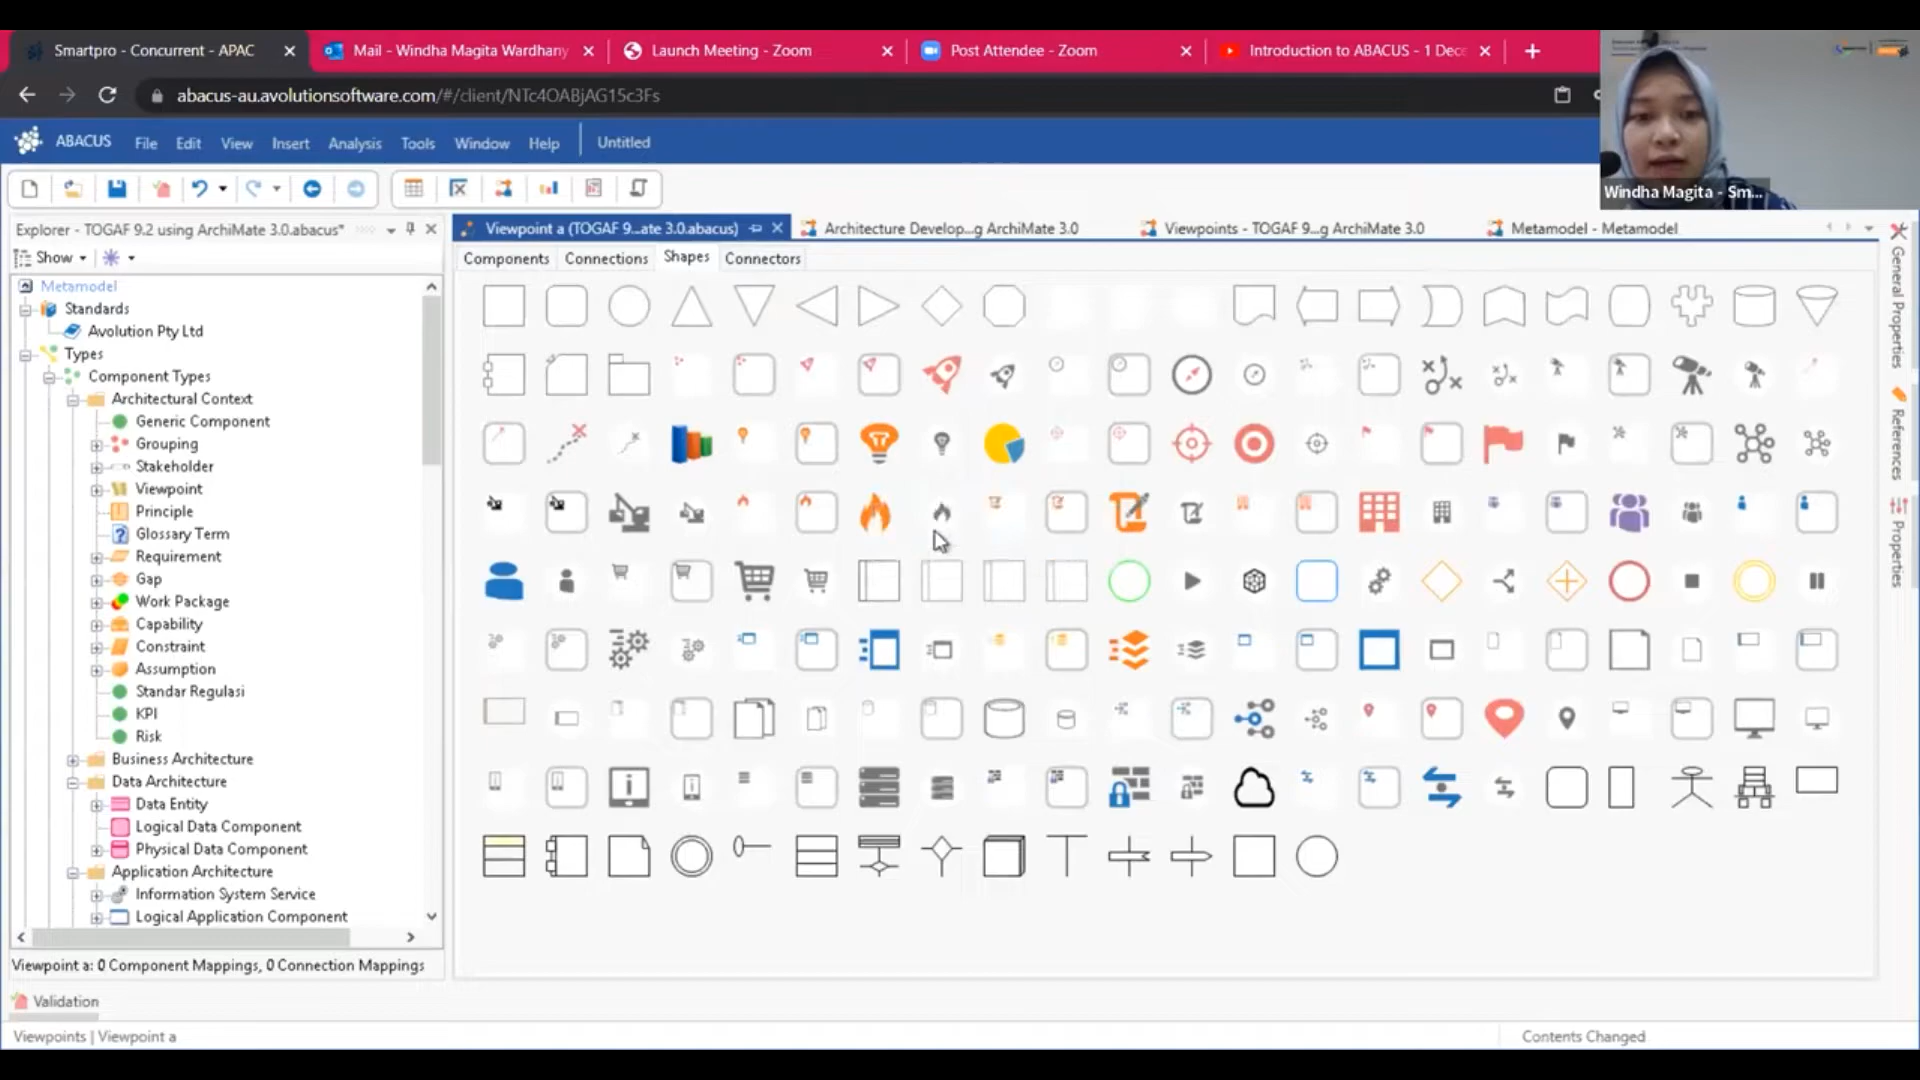 Smartpro - Concurrent - APAC
Mail - Windha Magita Wardhany
Launch Meeting - Zoom
Post Attendee - Zoom
Introduction to ABACUS - 1 Dec
abacus-au.avolutionsoftware.com/#/client/NTc4OABjAG15c3Fs
ABACUS File Edit View Insert Analysis Tools Window Help Untitled
Windha Magita - Sm...
Explorer - TOGAF 9.2 using ArchiMate 3.0.abacus*
Viewpoint a (TOGAF 9...ate 3.0.abacus)
Architecture Develop...g ArchiMate 3.0
Viewpoints - TOGAF 9...g ArchiMate 3.0
Metamodel - Metamodel
Show
Components Connections Shapes Connectors
Metamodel
Standards
Avolution Pty Ltd
Types
Component Types
Architectural Context
Generic Component
Grouping
Stakeholder
Viewpoint
Principle
Glossary Term
Requirement
Gap
Work Package
Capability
Constraint
Assumption
Standar Regulasi
KPI
Risk
Business Architecture
Data Architecture
Data Entity
Logical Data Component
Physical Data Component
Application Architecture
Information System Service
Logical Application Component
General Properties
References
Properties
Viewpoint a: 0 Component Mappings, 0 Connection Mappings
Validation
Viewpoints | Viewpoint a
Contents Changed